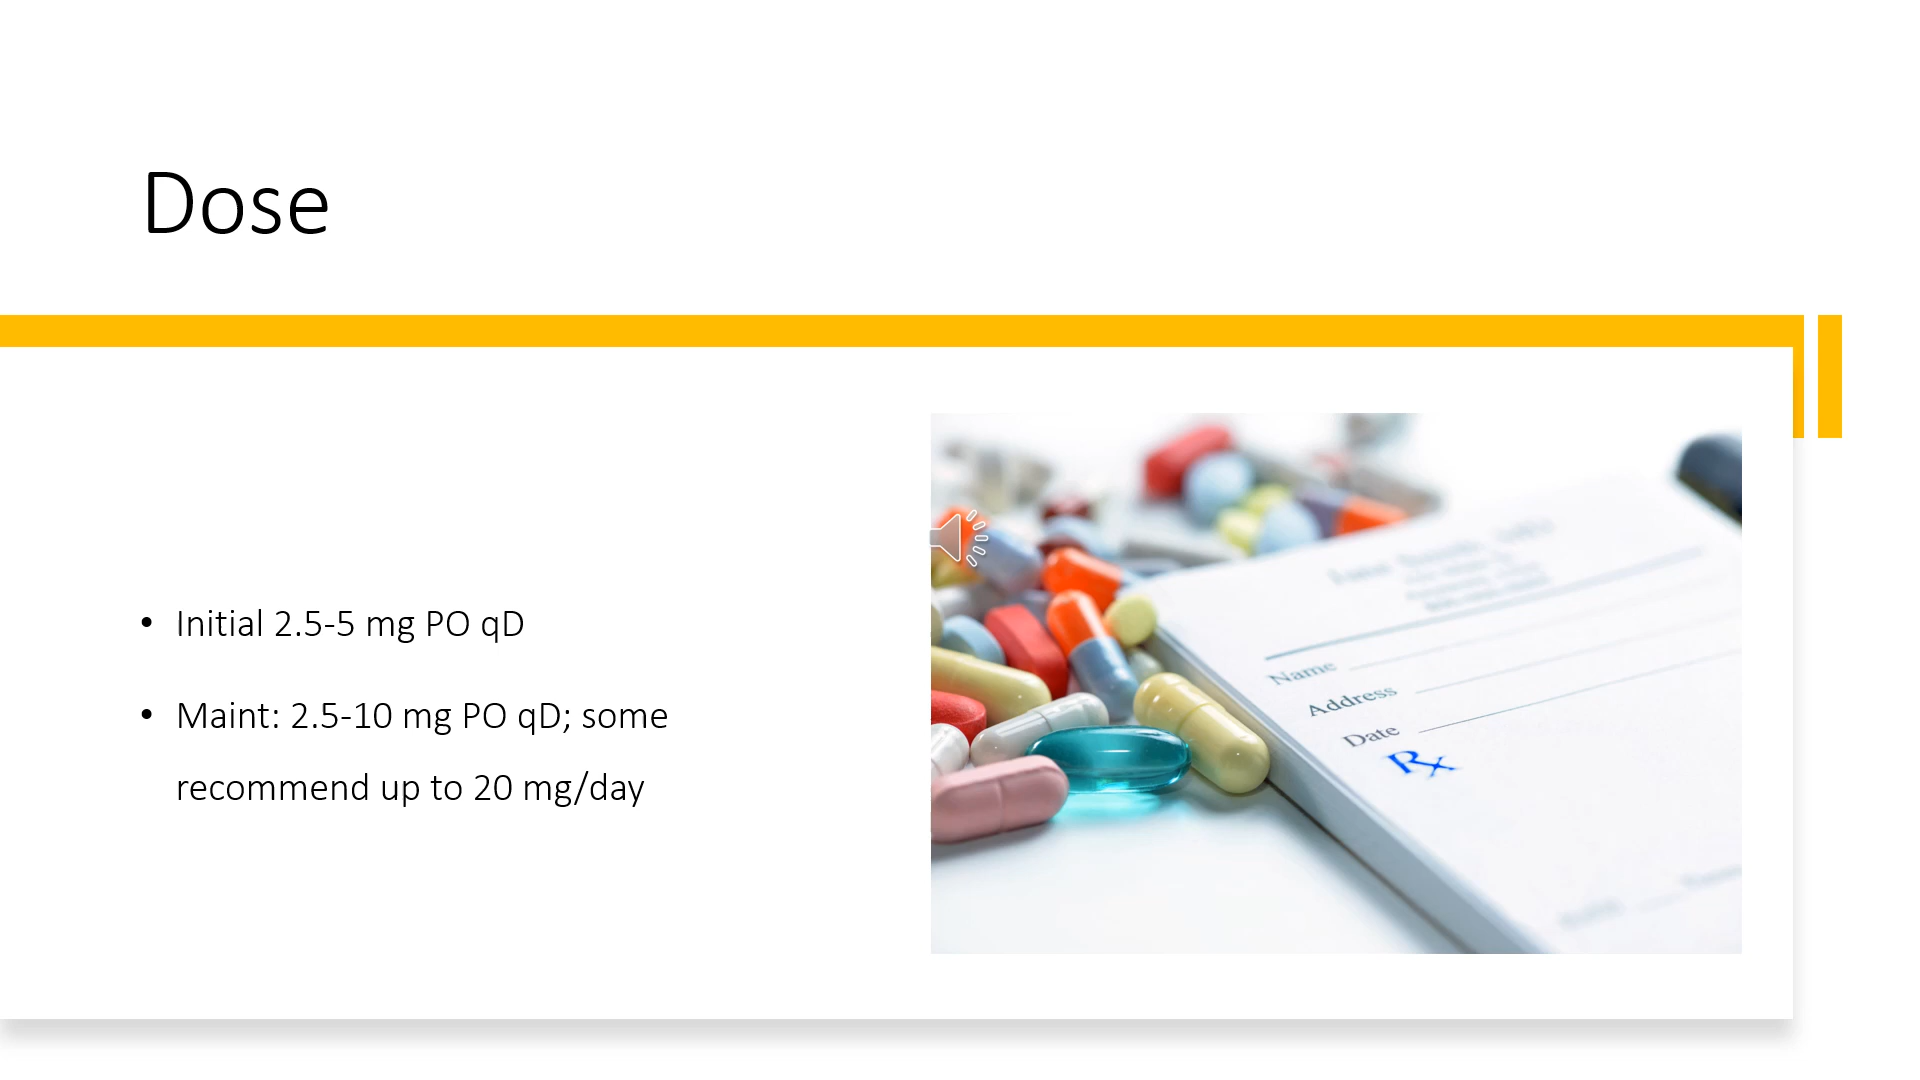 Dose
• Initial 2.5-5 mg PO qD
• Maint: 2.5-10 mg PO qD; some
recommend up to 20 mg/day
Name
Address
Date
Rx